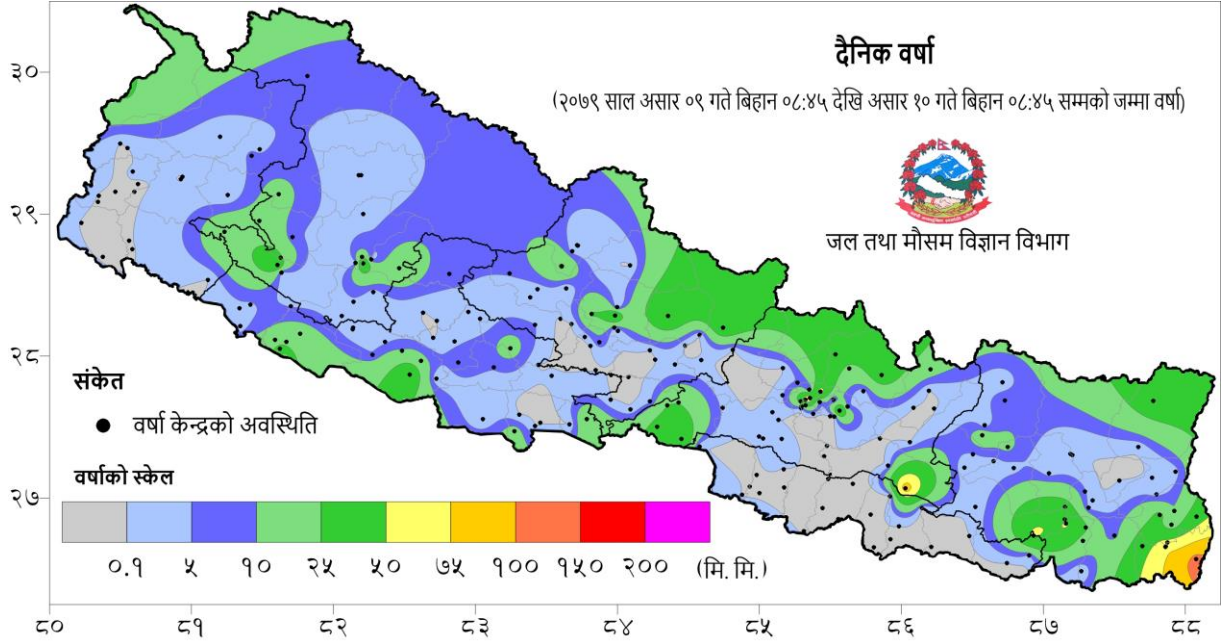 दैनिक वर्षा
(२०७९ साल असार ०९ गते बिहान ०८:४५ देखि असार १० गते बिहान ०८:४५ सम्मको जम्मा वर्षा)
जल तथा मौसम विज्ञान विभाग
३०
२९
२८
२७
संकेत
वर्षा केन्द्रको अवस्थिति
वर्षाको स्केल
०.१ ५ १० २५ ५० ७५ १०० १५० २०० (मि. मि.)
८० ८१ ८२ ८३ ८४ ८५ ८६ ८७ ८८